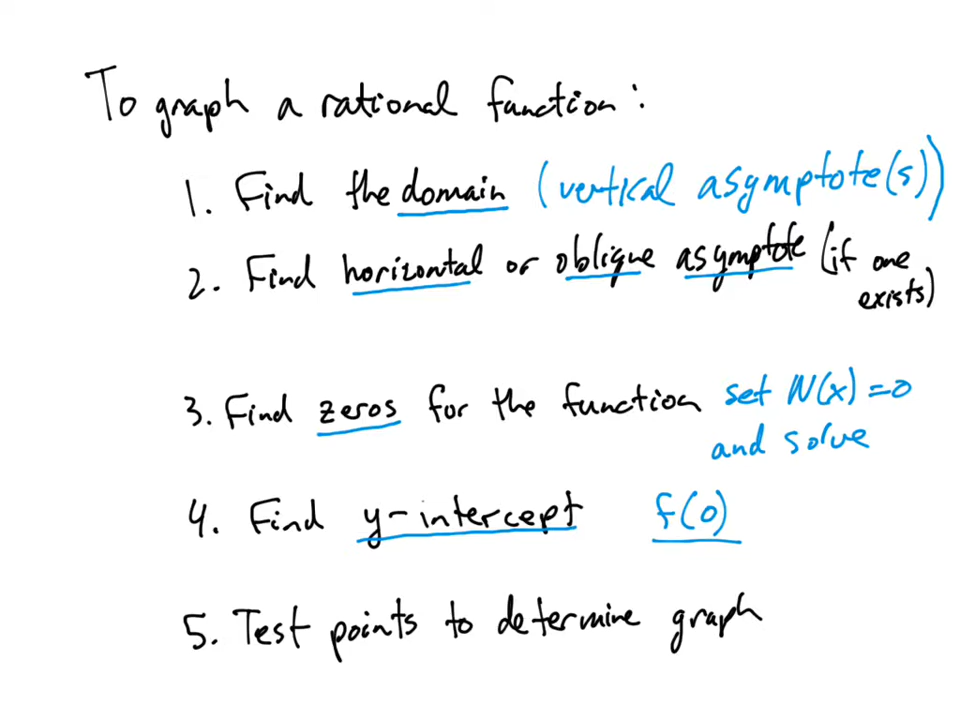 To graph a rational function:
1. Find the domain (vertical asymptote(s))
2. Find horizontal or oblique asymptote (if one
exists)
3. Find zeros for the function set N(x)=0
and solve
4. Find y-intercept f(0)
5. Test points to determine graph